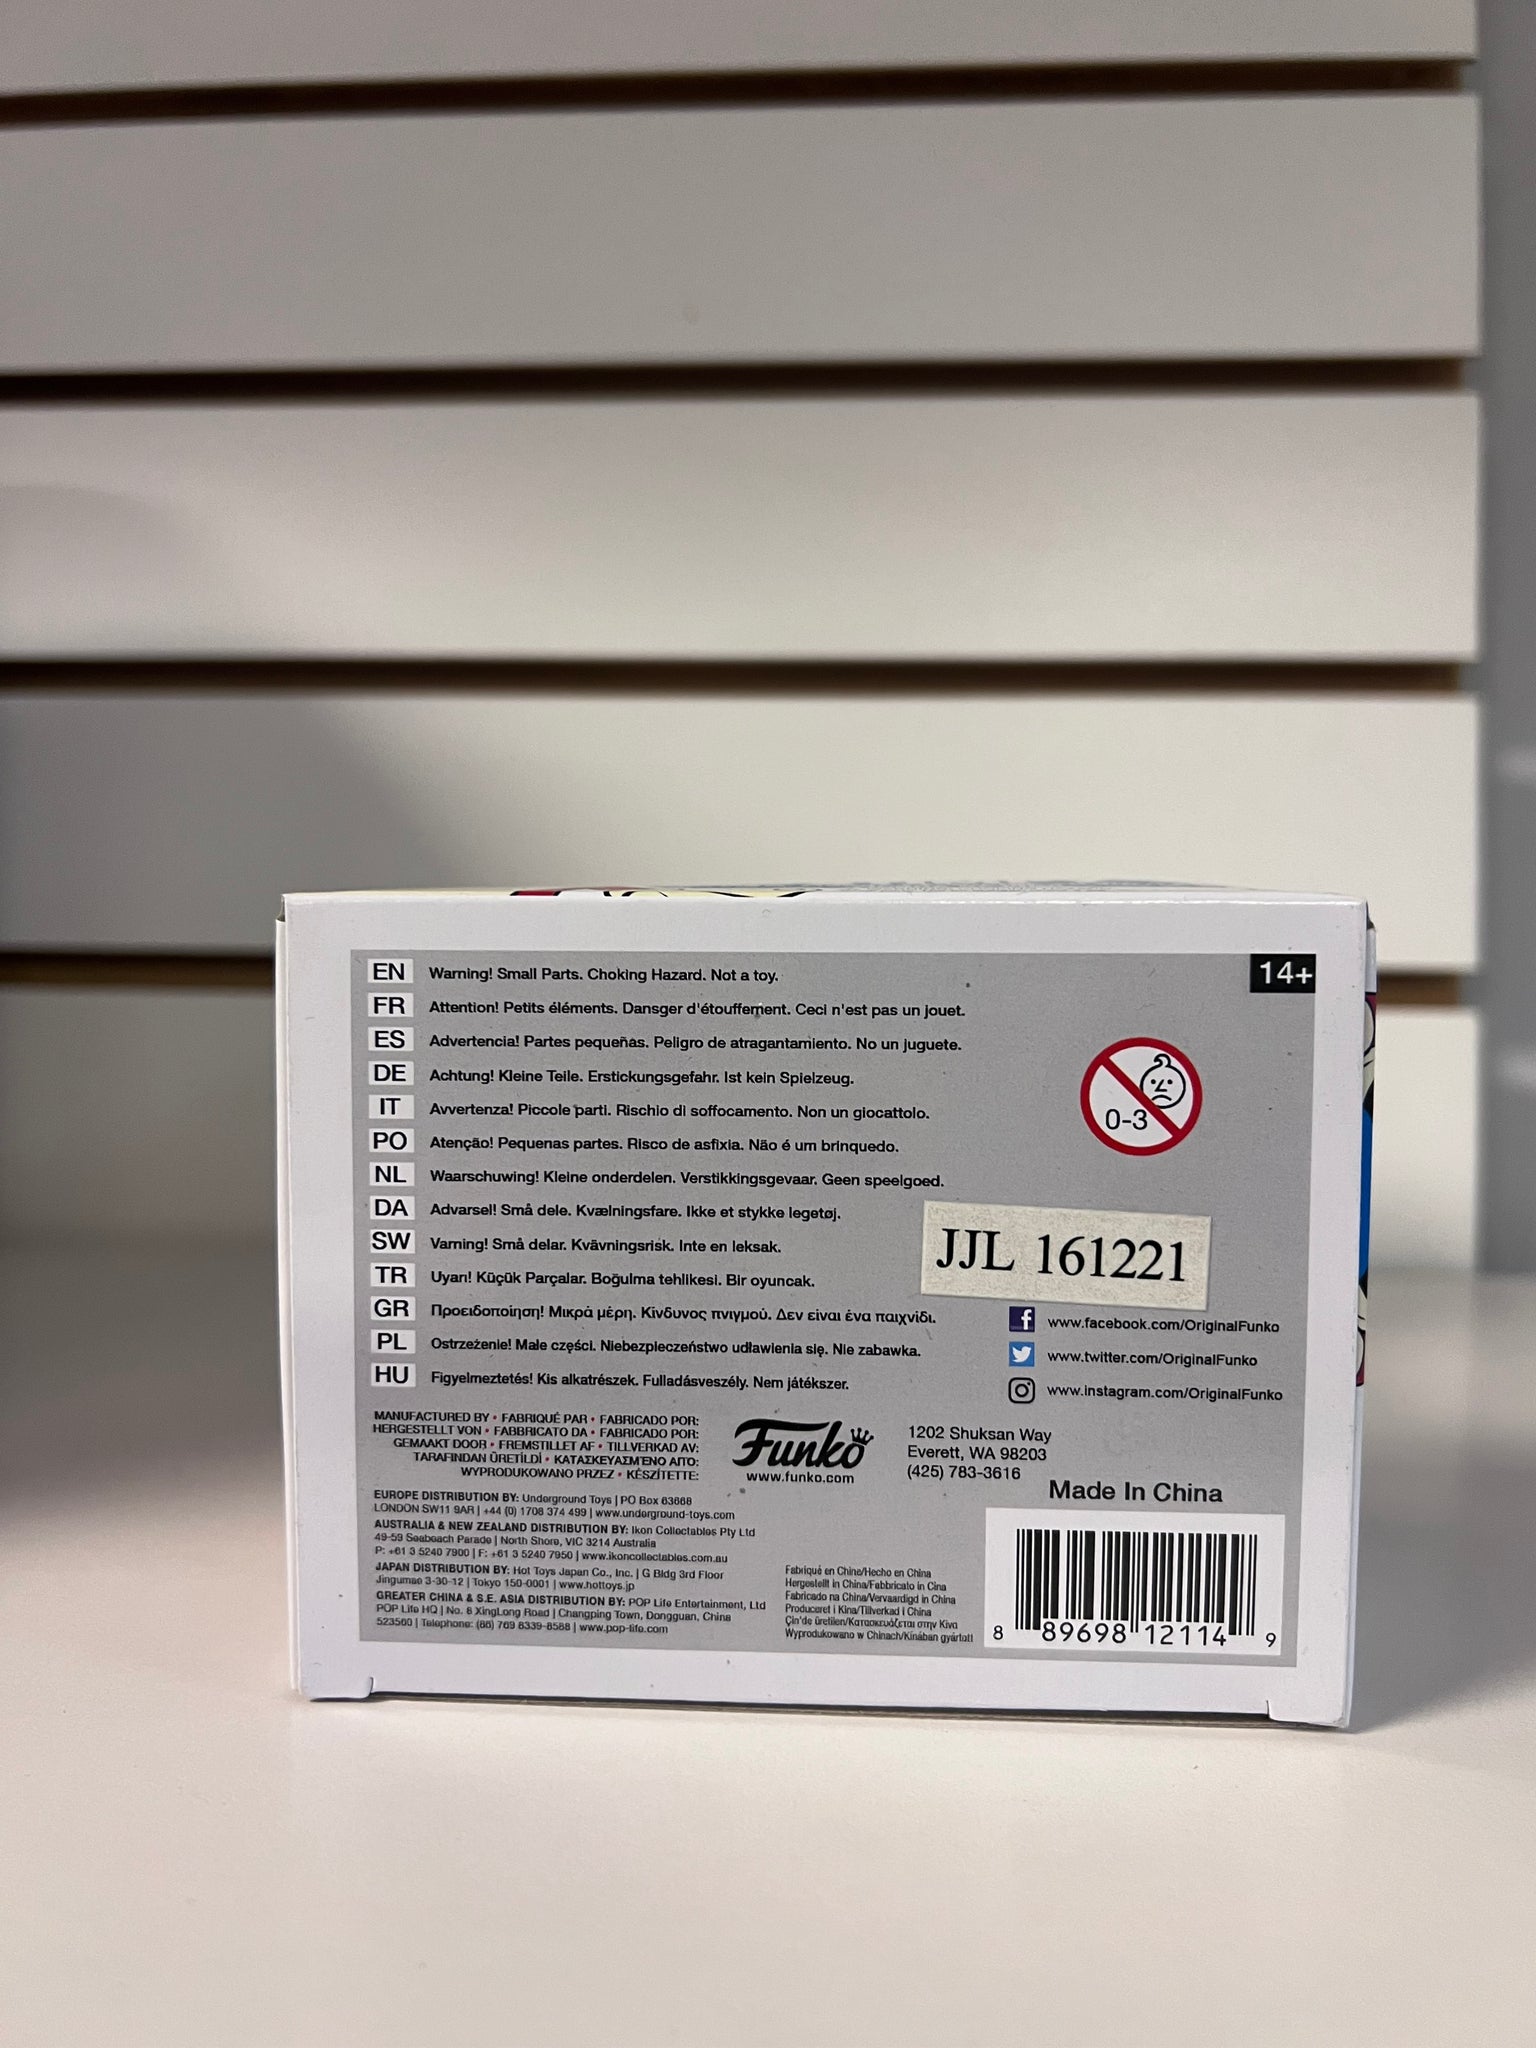 EN Warning! Small Parts. Choking Hazard. Not a toy.
14+
FR Attention! Petits éléments. Dansger d'étouffement. Ceci n'est pas un jouet.
ES Advertencia! Partes pequeñas. Peligro de atragantamiento. No un juguete.
DE Achtung! Kleine Teile. Erstickungsgefahr. Ist kein Spielzeug.
IT Avvertenza! Piccole parti. Rischio di soffocamento. Non un giocattolo.
0-3
PO Atenção! Pequenas partes. Risco de asfixia. Não é um brinquedo.
NL Waarschuwing! Kleine onderdelen. Verstikkingsgevaar. Geen speelgoed.
DA Advarsel! Små dele. Kvælningsfare. Ikke et stykke legetøj.
SW Varning! Små delar. Kvävningsrisk. Inte en leksak.
JJL 161221
TR Uyarı! Küçük Parçalar. Boğulma tehlikesi. Bir oyuncak.
GR Προειδοποίηση! Μικρά μέρη. Κίνδυνος πνιγμού. Δεν είναι ένα παιχνίδι.
PL Ostrzeżenie! Małe części. Niebezpieczeństwo udławienia się. Nie zabawka.
HU Figyelmeztetés! Kis alkatrészek. Fulladásveszély. Nem játékszer.
www.facebook.com/OriginalFunko
www.twitter.com/OriginalFunko
www.instagram.com/OriginalFunko
MANUFACTURED BY • FABRIQUÉ PAR • FABRICADO POR:
HERGESTELLT VON • FABBRICATO DA • FABRICADO POR:
GEMAAKT DOOR • FREMSTILLET AF • TILLVERKAD AV:
TARAFINDAN ÜRETİLDİ • ΚΑΤΑΣΚΕΥΑΣΜΈΝΟ ΑΠΌ:
WYPRODUKOWANO PRZEZ • KÉSZÍTETTE:
Funko
www.funko.com
1202 Shuksan Way
Everett, WA 98203
(425) 783-3616
Made In China
EUROPE DISTRIBUTION BY: Underground Toys | PO Box 63668
LONDON SW11 9AR | +44 (0) 1708 374 499 | www.underground-toys.com
AUSTRALIA & NEW ZEALAND DISTRIBUTION BY: Ikon Collectables Pty Ltd
49-59 Seabeach Parade | North Shore, VIC 3214 Australia
P: +61 3 5240 7900 | F: +61 3 5240 7950 | www.ikoncollectables.com.au
JAPAN DISTRIBUTION BY: Hot Toys Japan Co., Inc. | G Bldg 3rd Floor
Jingumae 3-30-12 | Tokyo 150-0001 | www.hottoys.jp
GREATER CHINA & S.E. ASIA DISTRIBUTION BY: POP Life Entertainment, Ltd
POP Life HQ | No. 6 XingLong Road | Changping Town, Dongguan, China
523560 | Telephone: (86) 769 8339-8588 | www.pop-life.com
Fabriqué en Chine/Hecho en China
Hergestellt in China/Fabbricato in Cina
Fabricado na China/Vervaardigd in China
Produceret i Kina/Tillverkad i China
Çin'de üretilen/Κατασκευάζεται στην Κίνα
Wyprodukowano w Chinach/Kínában gyártott
8 89698 12114 9